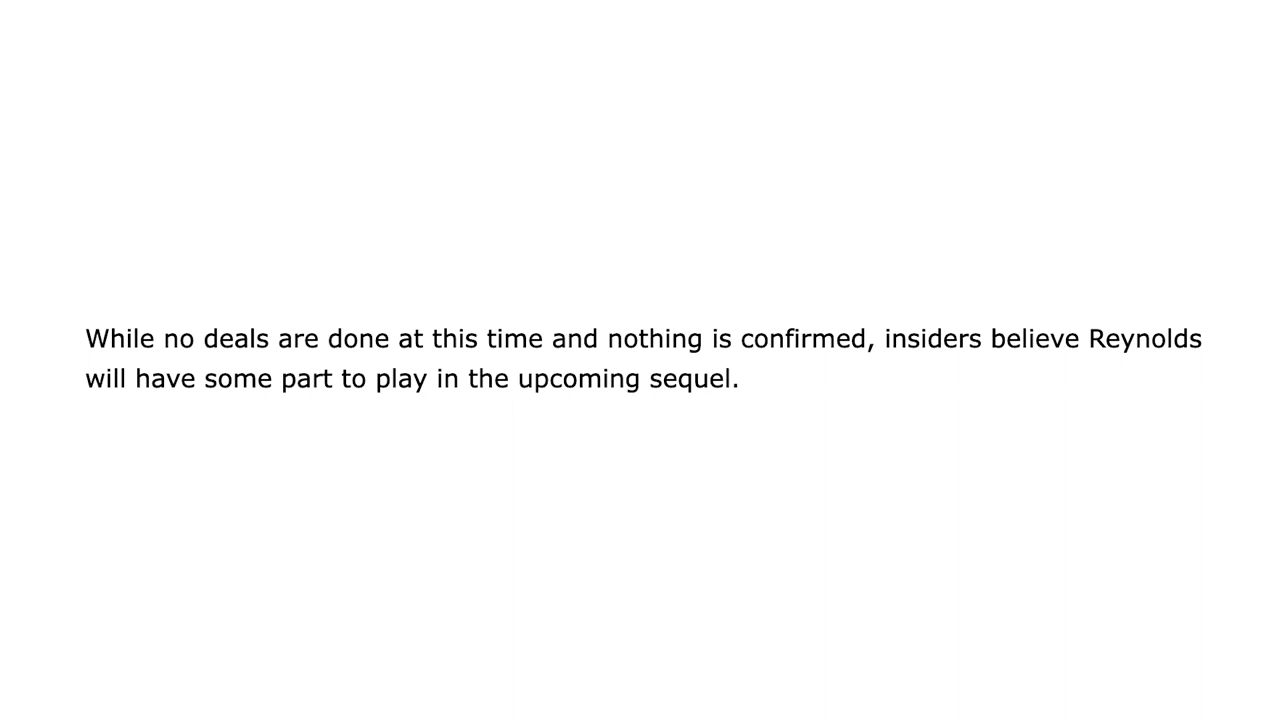 While no deals are done at this time and nothing is confirmed, insiders believe Reynolds
will have some part to play in the upcoming sequel.